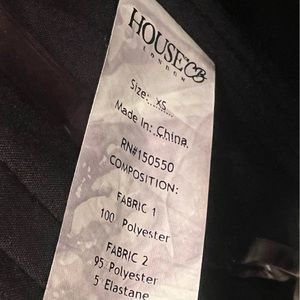 HOUSE CB
LONDON
Size: XS
Made In: China
RN#150550
COMPOSITION:
FABRIC 1
100 Polyester
FABRIC 2
95 Polyester
5 Elastane